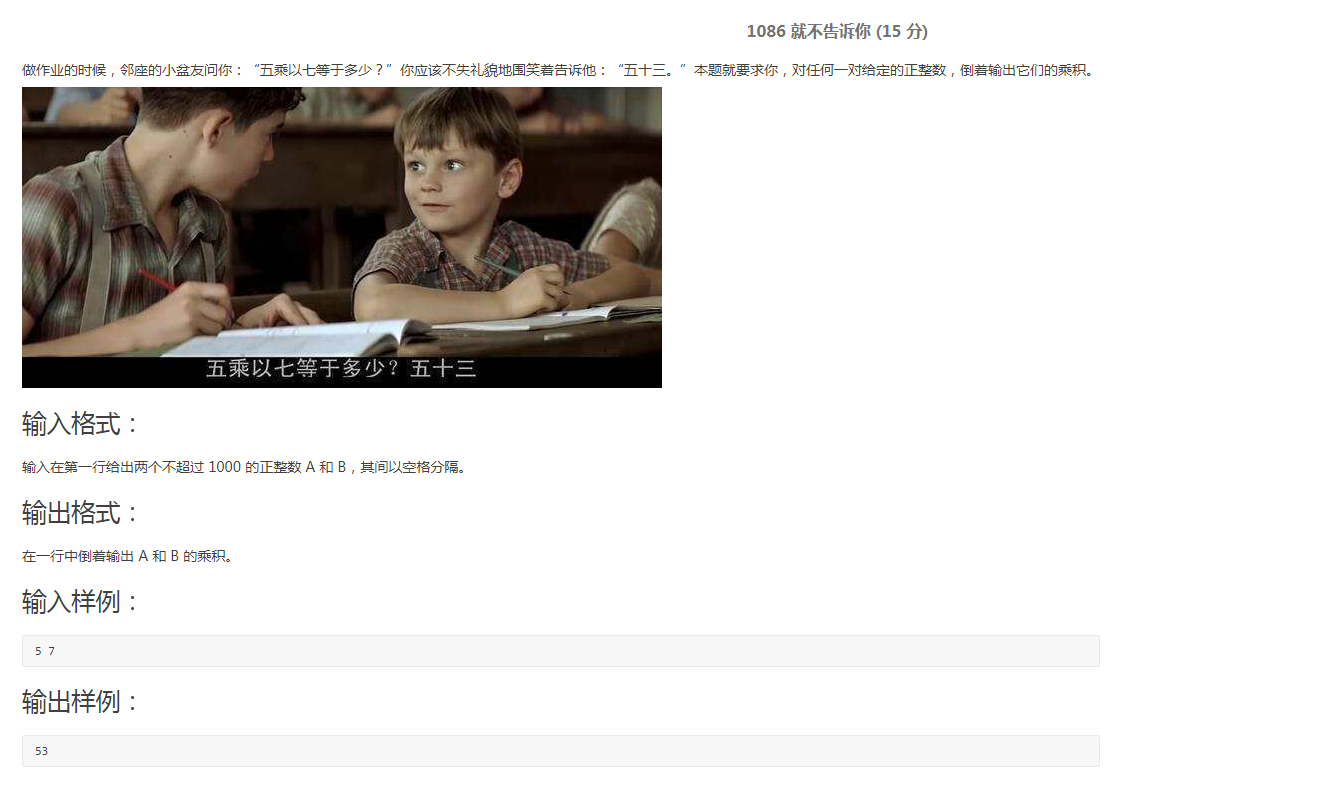 1086 就不告诉你 (15 分)
做作业的时候，邻座的小盆友问你：“五乘以七等于多少？”你应该不失礼貌地围笑着告诉他：“五十三。”本题就要求你，对任何一对给定的正整数，倒着输出它们的乘积。
五乘以七等于多少？五十三
输入格式：
输入在第一行给出两个不超过 1000 的正整数 A 和 B，其间以空格分隔。
输出格式：
在一行中倒着输出 A 和 B 的乘积。
输入样例：
5 7
输出样例：
53